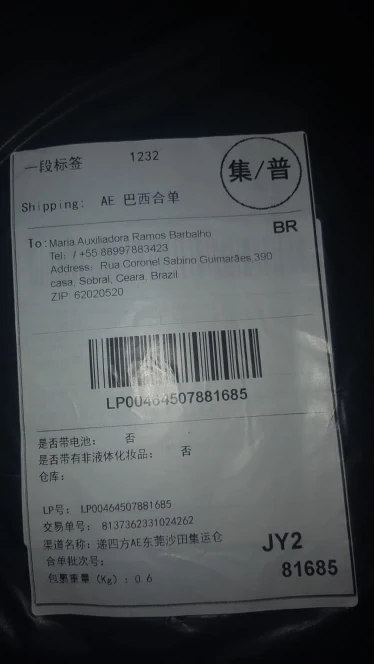 一段标签 1232
集/普
Shipping: AE 巴西合单
BR
To: Maria Auxiliadora Ramos Barbalho
Tel: / +55 88997883423
Address: Rua Coronel Sabino Guimarães,390
casa, Sobral, Ceara, Brazil
ZIP: 62020520
LP00464507881685
是否带电池: 否
是否带有非液体化妆品: 否
仓库:
LP号: LP00464507881685
交易单号: 8137362331024262
渠道名称: 递四方AE东莞沙田集运仓
合单批次号:
包裹重量 (Kg) : 0.6
JY2
81685